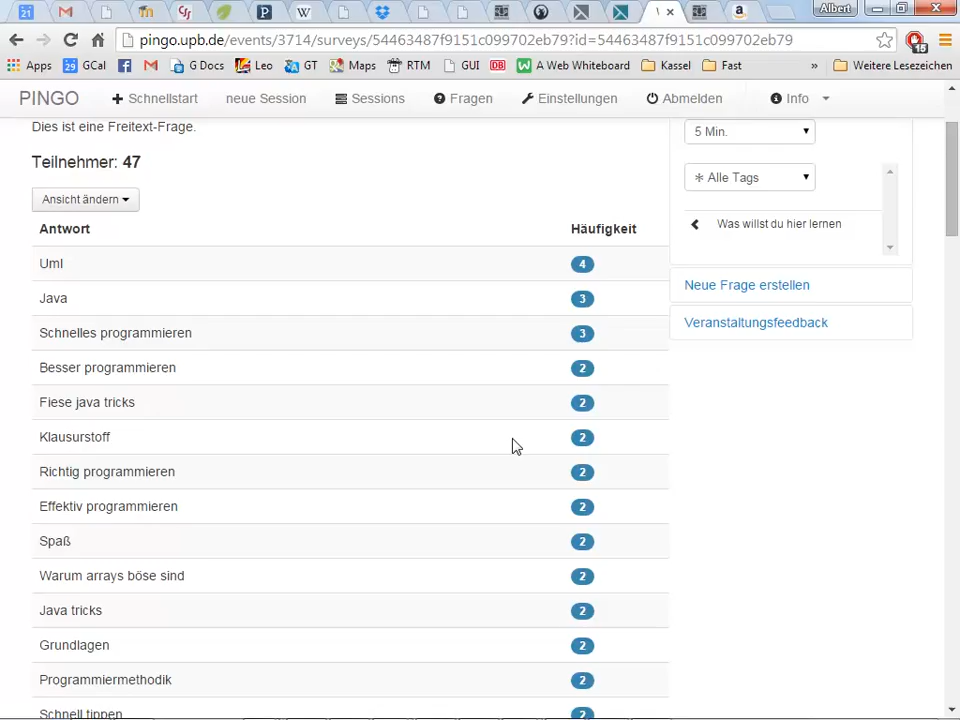 21
Albert
pingo.upb.de/events/3714/surveys/54463487f9151c099702eb79?id=54463487f9151c099702eb79
15
Apps 29 GCal G Docs Leo GT Maps RTM GUI DB A Web Whiteboard Kassel Fast » Weitere Lesezeichen
PINGO Schnellstart neue Session Sessions Fragen Einstellungen Abmelden Info
Dies ist eine Freitext-Frage.
5 Min.
Teilnehmer: 47
Alle Tags
Ansicht ändern
Was willst du hier lernen
Antwort Häufigkeit
Uml 4
Neue Frage erstellen
Java 3
Veranstaltungsfeedback
Schnelles programmieren 3
Besser programmieren 2
Fiese java tricks 2
Klausurstoff 2
Richtig programmieren 2
Effektiv programmieren 2
Spaß 2
Warum arrays böse sind 2
Java tricks 2
Grundlagen 2
Programmiermethodik 2
Schnell tippen 2